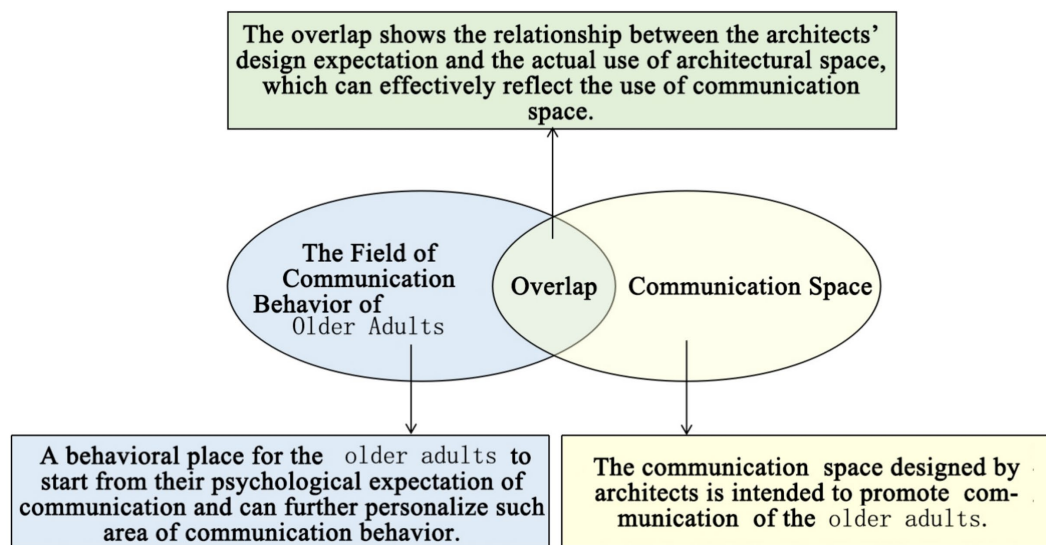 The overlap shows the relationship between the architects’
design expectation and the actual use of architectural space,
which can effectively reflect the use of communication
space.
The Field of
Communication
Behavior of
Older Adults
Overlap
Communication Space
A behavioral place for the older adults to
start from their psychological expectation of
communication and can further personalize such
area of communication behavior.
The communication space designed by
architects is intended to promote com-
munication of the older adults.